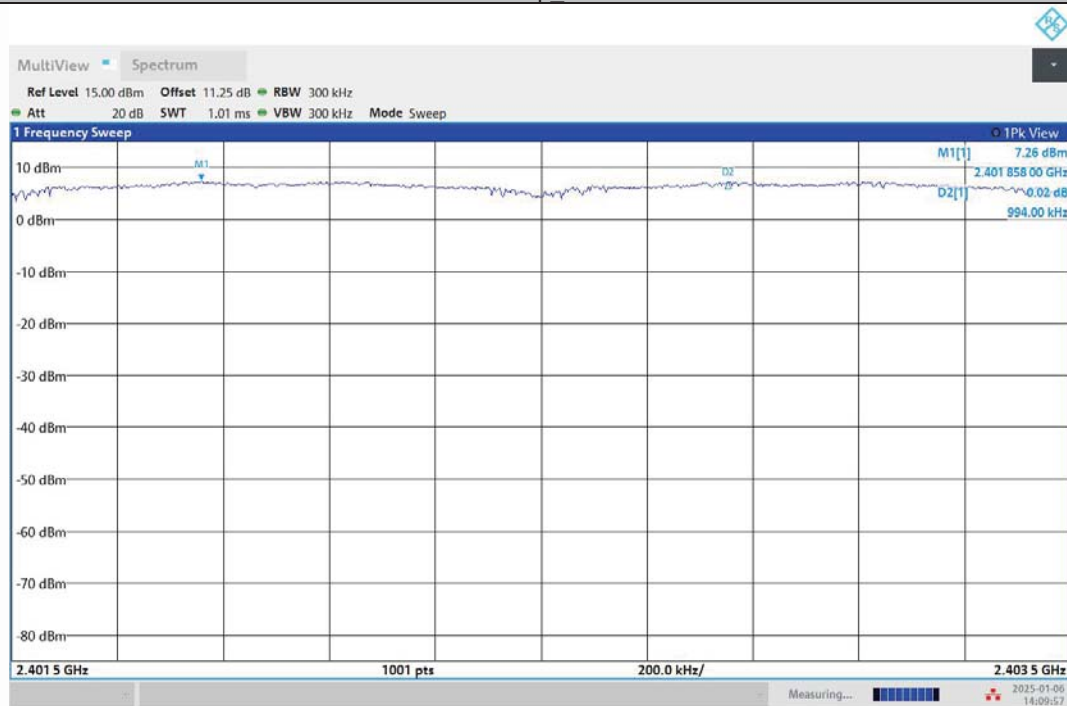 MultiView Spectrum
Ref Level 15.00 dBm Offset 11.25 dB RBW 300 kHz
Att 20 dB SWT 1.01 ms VBW 300 kHz Mode Sweep
1 Frequency Sweep 1Pk View
M1[1] 7.26 dBm
10 dBm M1 D2 2.401 858 00 GHz
D2[1] 0.02 dB
0 dBm 994.00 kHz
-10 dBm
-20 dBm
-30 dBm
-40 dBm
-50 dBm
-60 dBm
-70 dBm
-80 dBm
2.401 5 GHz 1001 pts 200.0 kHz/ 2.403 5 GHz
Measuring... 2025-01-06
14:09:57